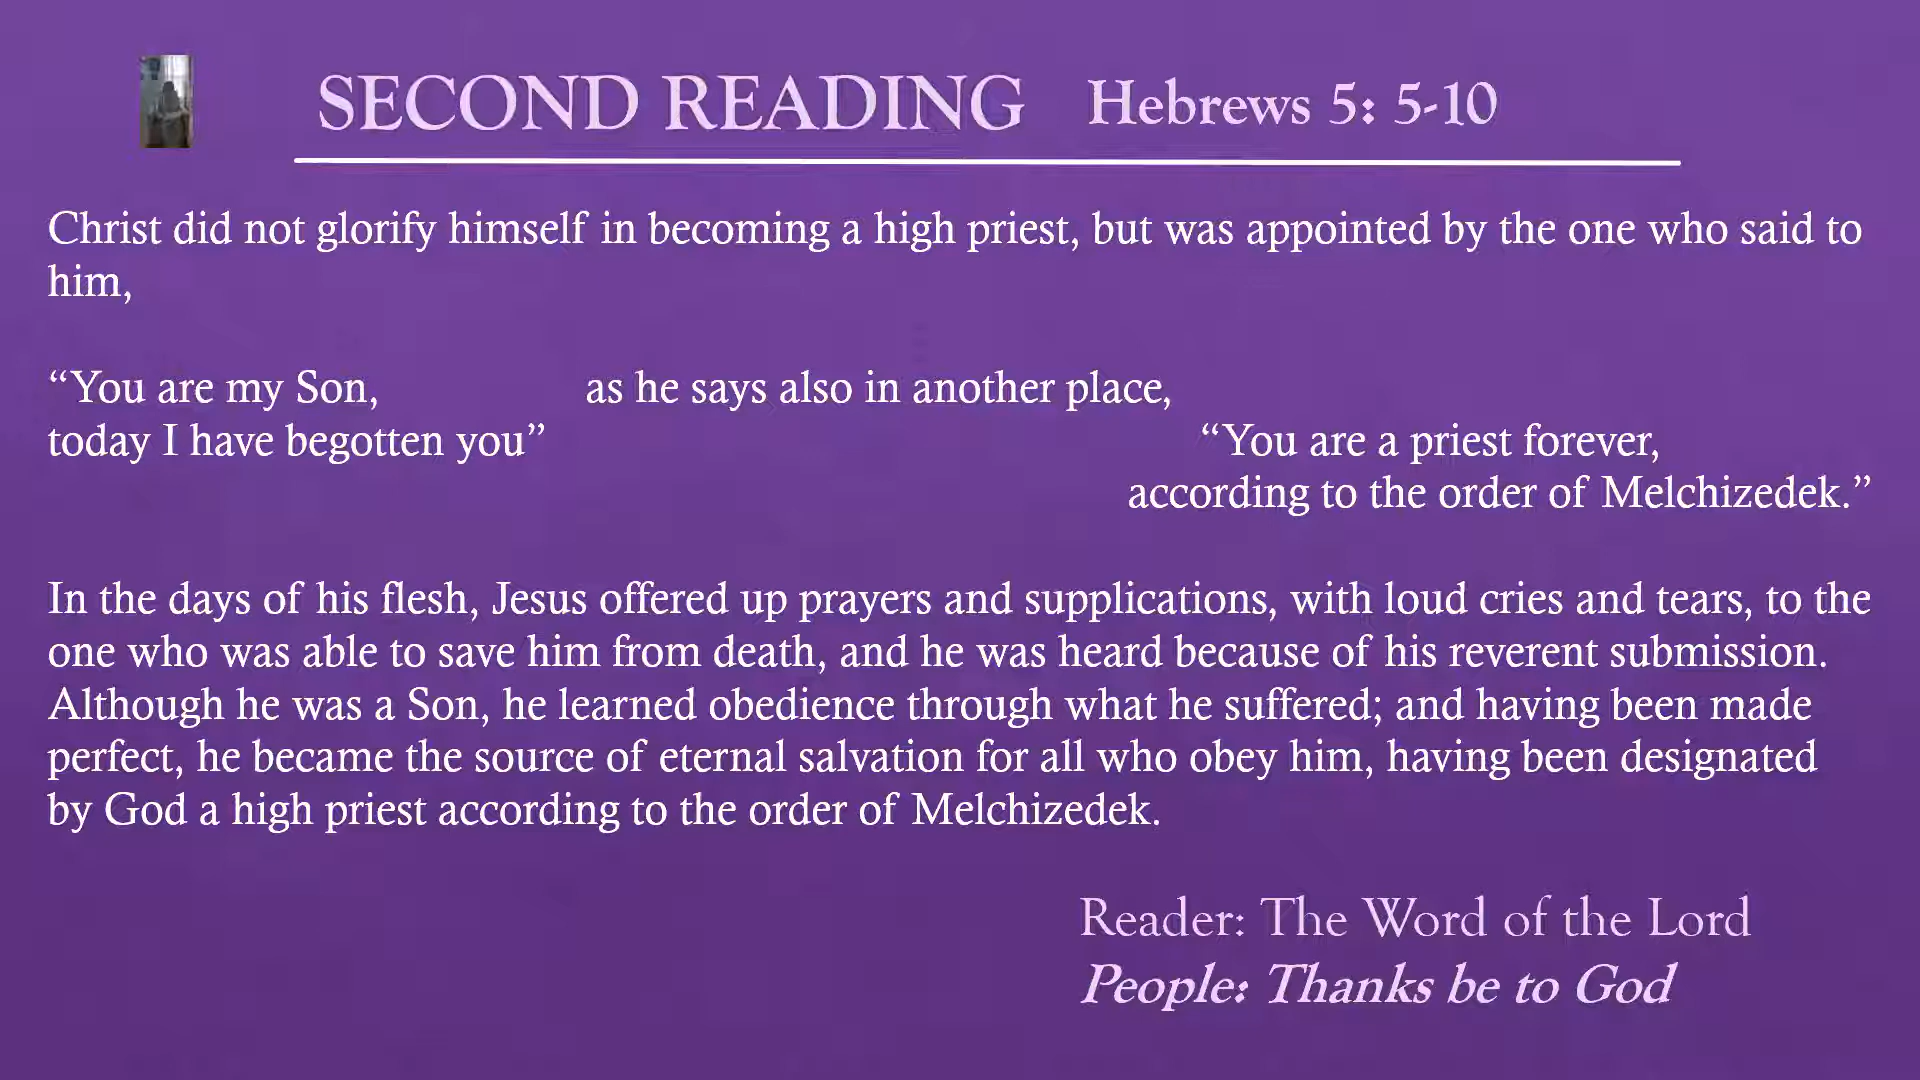 SECOND READING Hebrews 5: 5-10
Christ did not glorify himself in becoming a high priest, but was appointed by the one who said to
him,
“You are my Son, as he says also in another place,
today I have begotten you” “You are a priest forever,
according to the order of Melchizedek.”
In the days of his flesh, Jesus offered up prayers and supplications, with loud cries and tears, to the
one who was able to save him from death, and he was heard because of his reverent submission.
Although he was a Son, he learned obedience through what he suffered; and having been made
perfect, he became the source of eternal salvation for all who obey him, having been designated
by God a high priest according to the order of Melchizedek.
Reader: The Word of the Lord
People: Thanks be to God